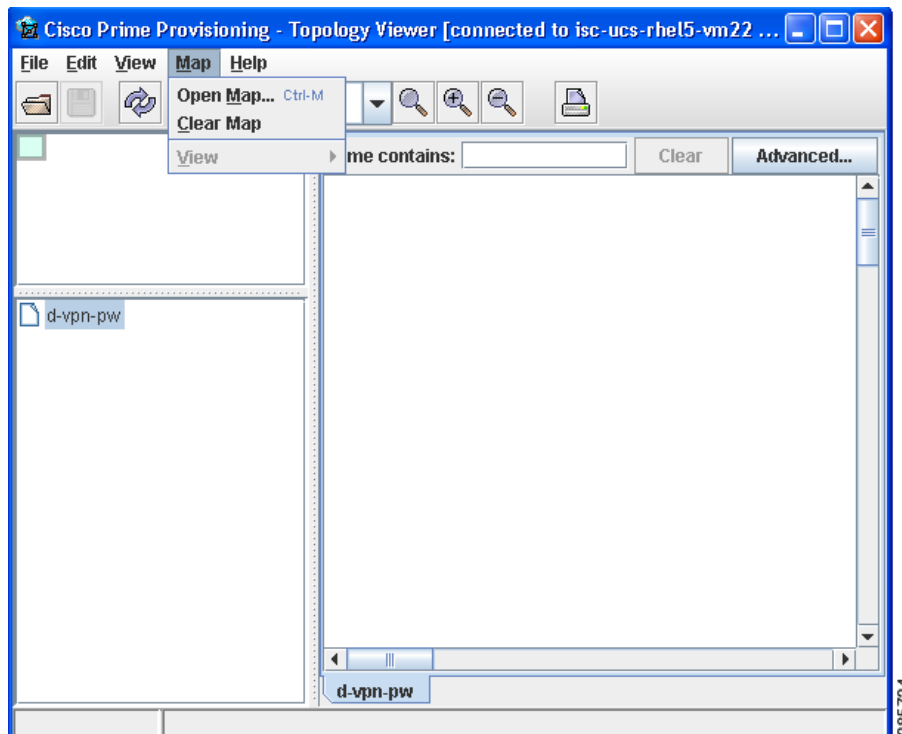 Cisco Prime Provisioning - Topology Viewer [connected to isc-ucs-rhel5-vm22 ...
File Edit View Map Help
Open Map... Ctrl-M
Clear Map
View
me contains: Clear Advanced...
d-vpn-pw
d-vpn-pw